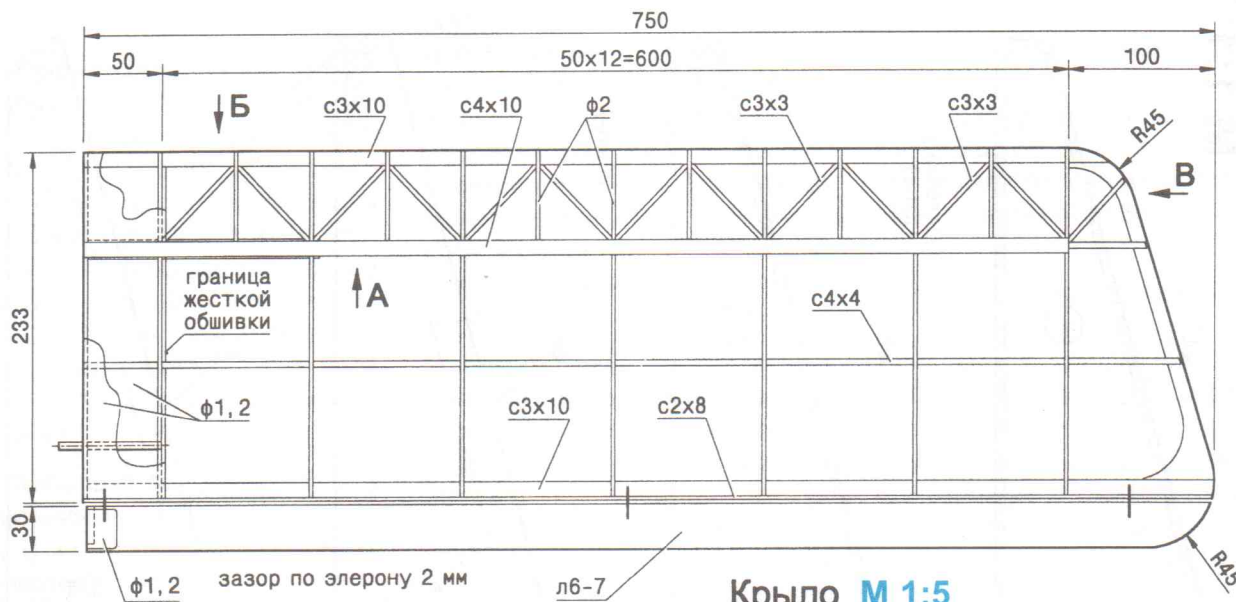 750
50
50х12=600
100
Б
с3х10
с4х10
ф2
с3х3
с3х3
R45
В
233
граница
жесткой
обшивки
А
с4х4
ф1,2
с3х10
с2х8
30
ф1,2
зазор по элерону 2 мм
л6-7
Крыло М 1:5
R45